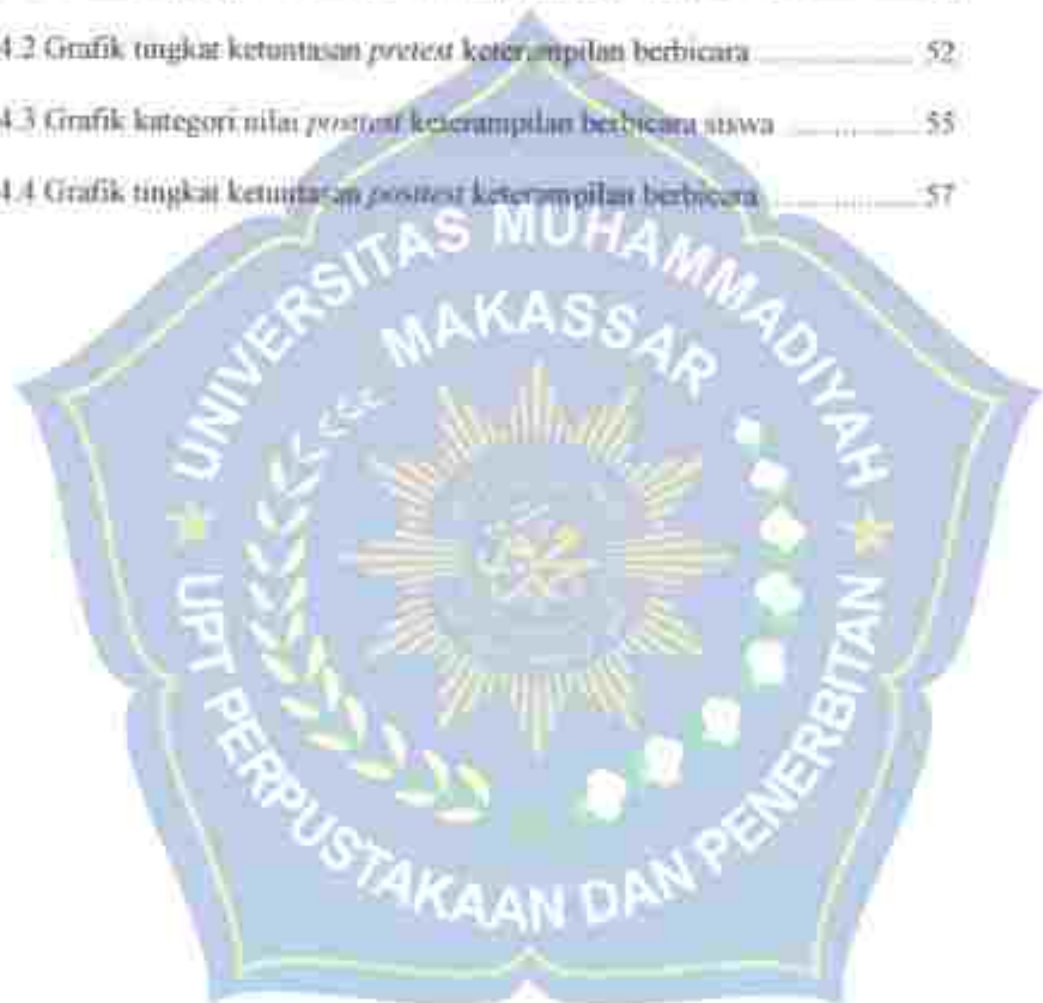 4.2 Grafik tingkat ketuntasan pretest keterampilan berbicara ................ 52
4.3 Grafik kategori nilai posttest keterampilan berbicara siswa ................ 55
4.4 Grafik tingkat ketuntasan posttest keterampilan berbicara ................ 57
UNIVERSITAS MUHAMMADIYAH
MAKASSAR
UPT PERPUSTAKAAN DAN PENERBITAN